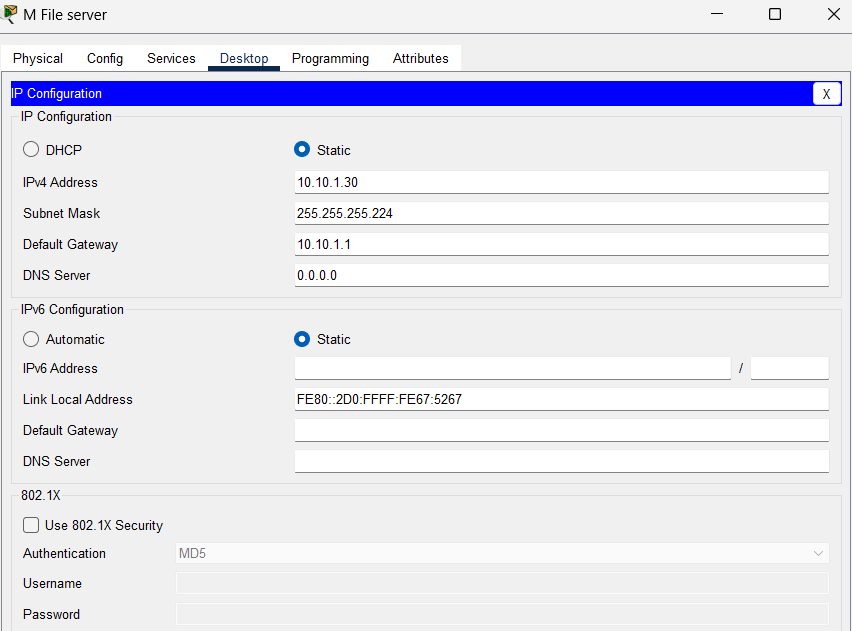 M File server
Physical Config Services Desktop Programming Attributes
IP Configuration
X
IP Configuration
DHCP Static
IPv4 Address 10.10.1.30
Subnet Mask 255.255.255.224
Default Gateway 10.10.1.1
DNS Server 0.0.0.0
IPv6 Configuration
Automatic Static
IPv6 Address /
Link Local Address FE80::2D0:FFFF:FE67:5267
Default Gateway
DNS Server
802.1X
Use 802.1X Security
Authentication MD5
Username
Password